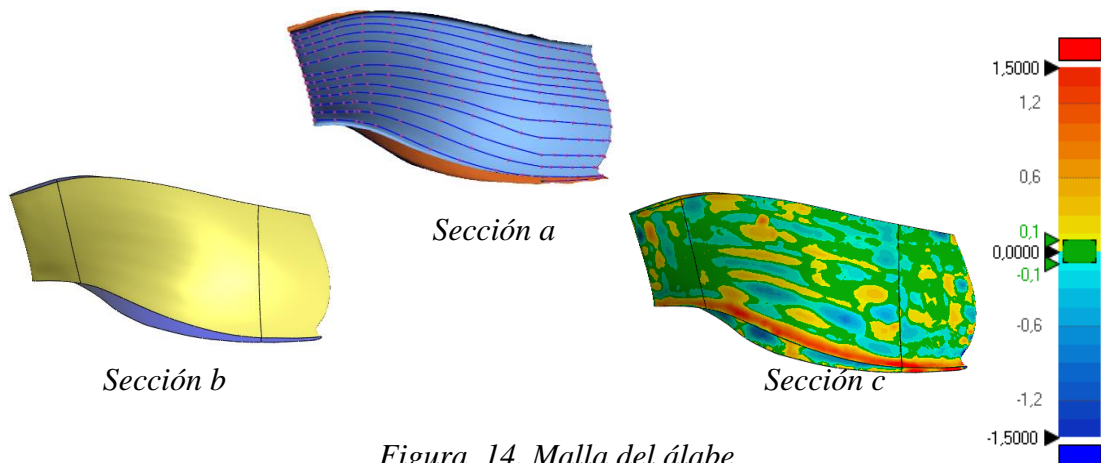 Sección a
Sección b
Sección c
1,5000
1,2
0,6
0,1
0,0000
-0,1
-0,6
-1,2
-1,5000
Figura 14. Malla del álabe